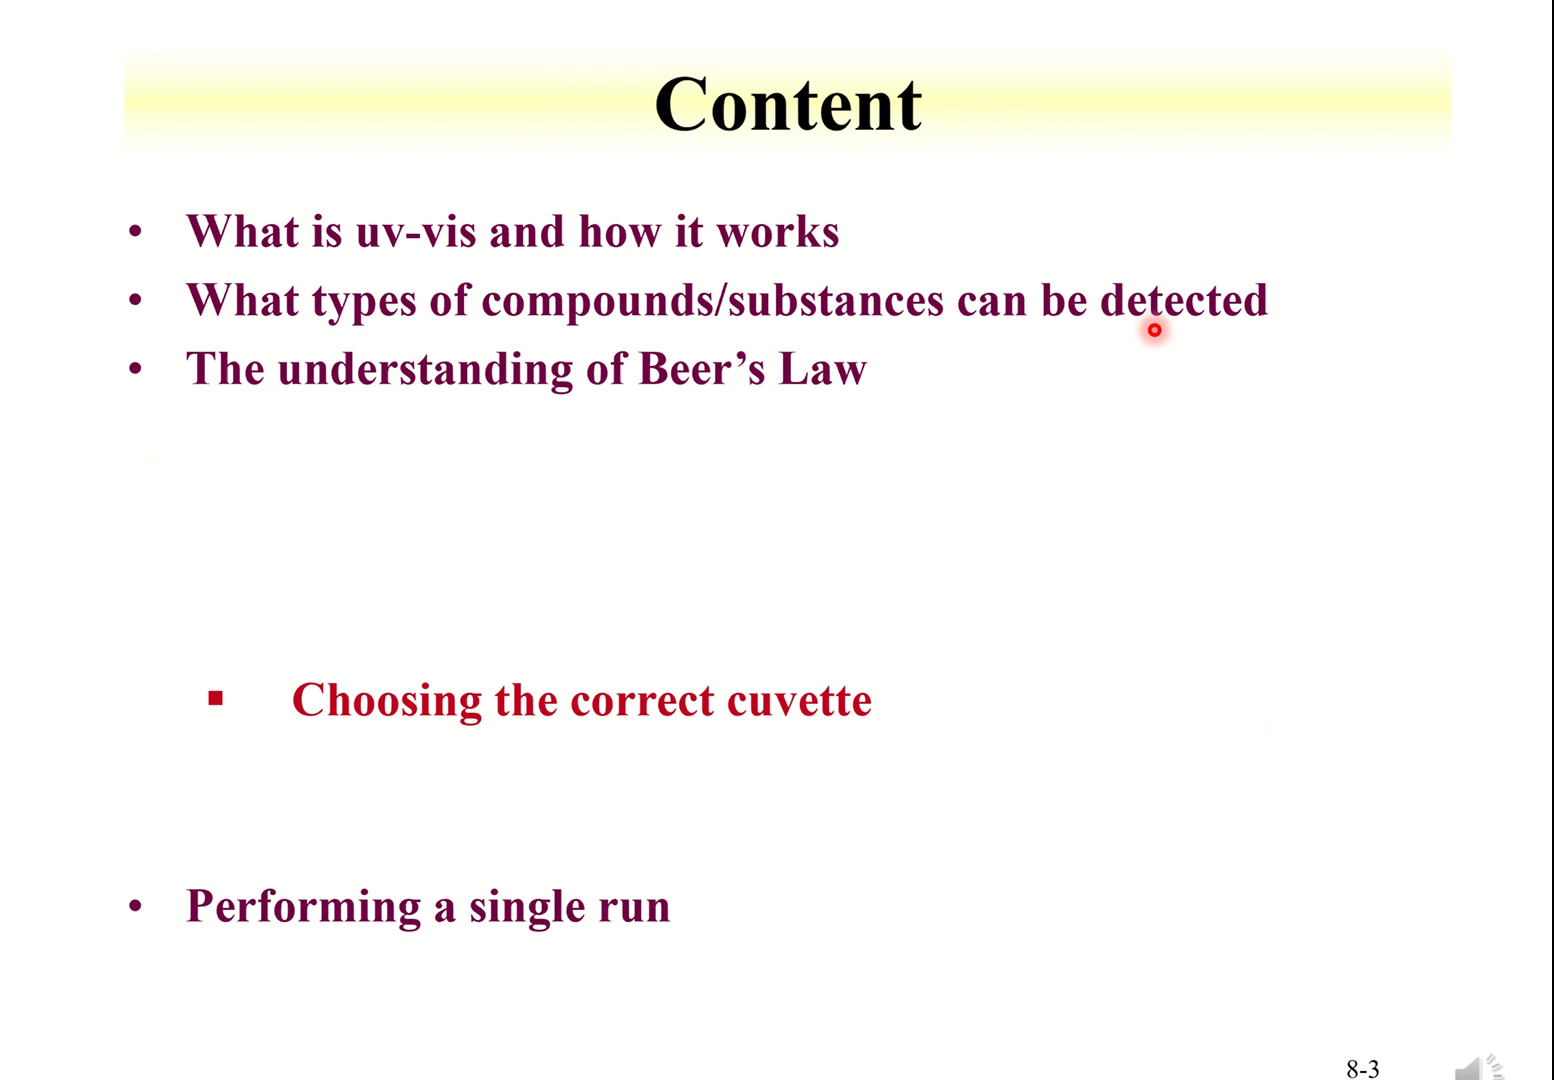 Content
• What is uv-vis and how it works
• What types of compounds/substances can be detected
• The understanding of Beer’s Law
▪ Choosing the correct cuvette
• Performing a single run
8-3